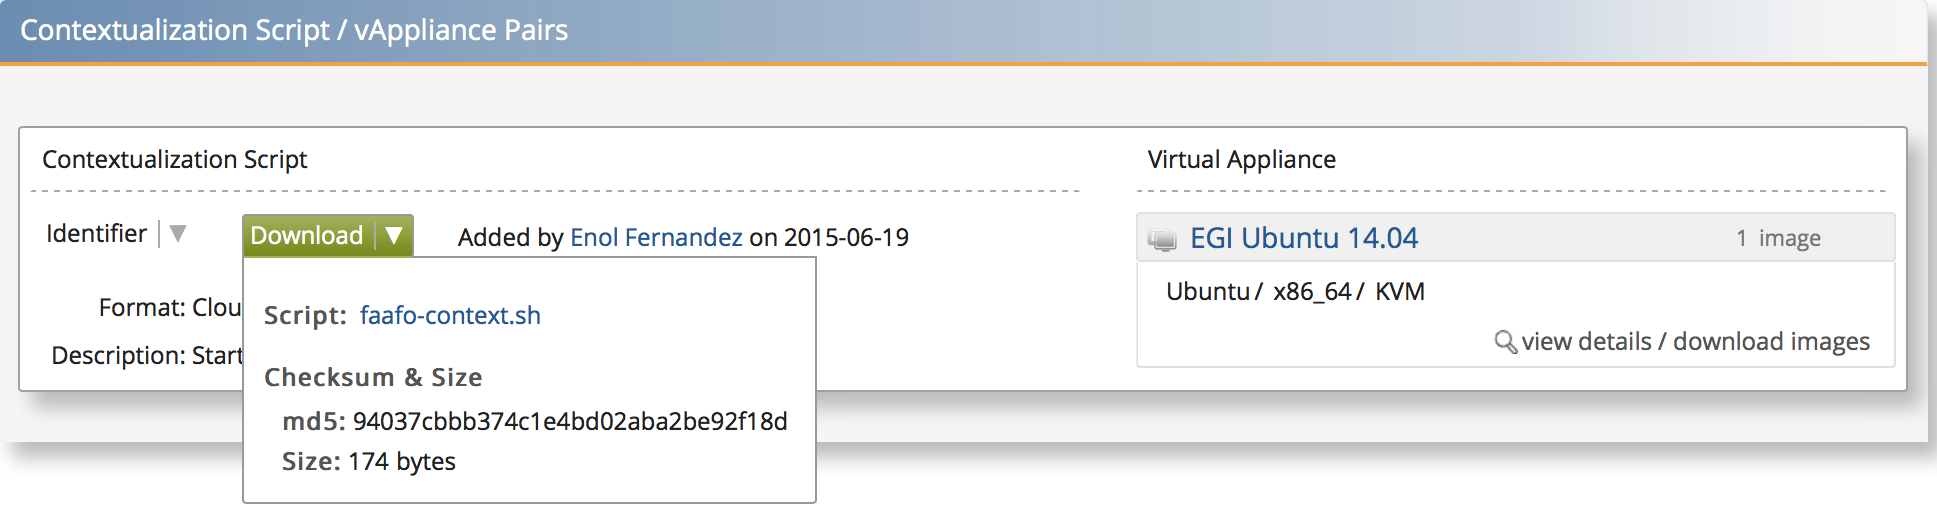 Contextualization Script / vAppliance Pairs
Contextualization Script
Identifier
Download
Added by Enol Fernandez on 2015-06-19
Format: Clou
Description: Start
Script: faafo-context.sh
Checksum & Size
md5: 94037cbbb374c1e4bd02aba2be92f18d
Size: 174 bytes
Virtual Appliance
EGI Ubuntu 14.04
1 image
Ubuntu / x86_64 / KVM
view details / download images